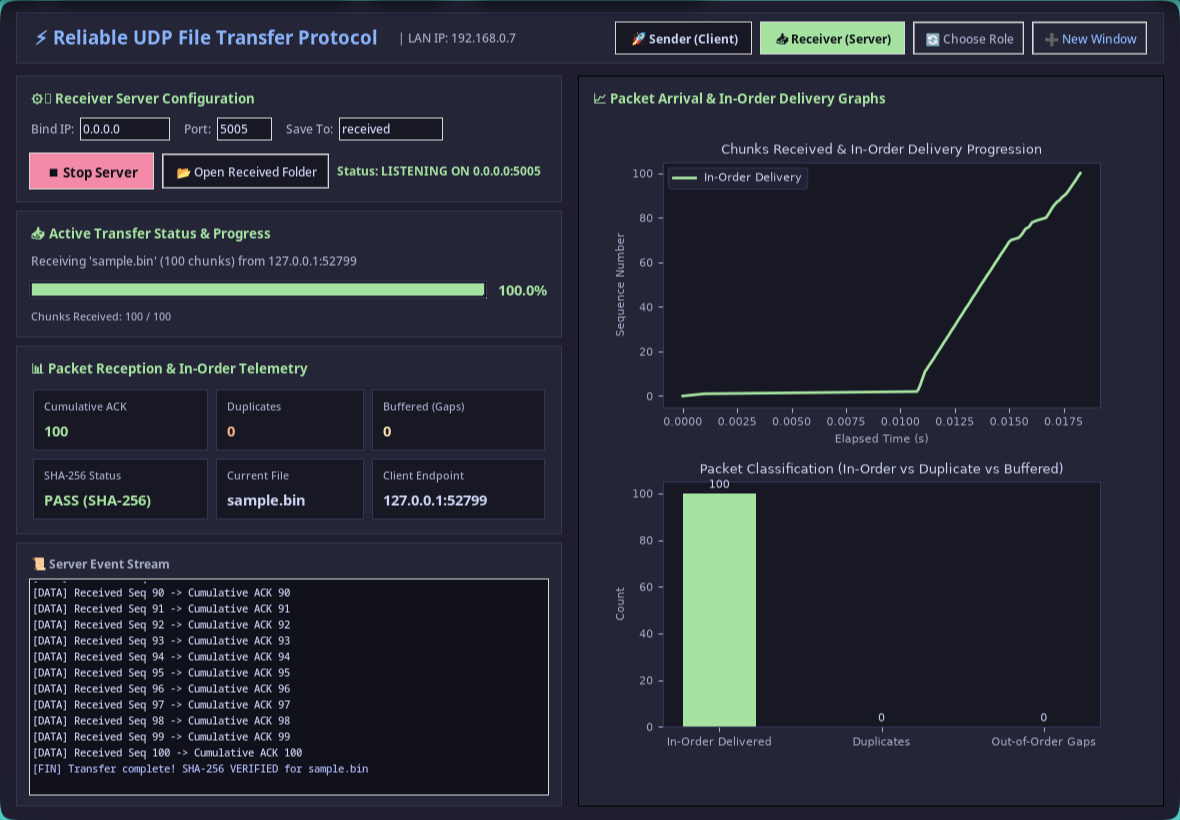 ⚡ Reliable UDP File Transfer Protocol | LAN IP: 192.168.0.7
🚀 Sender (Client)
📥 Receiver (Server)
🔄 Choose Role
➕ New Window
⚙ Receiver Server Configuration
Bind IP: 0.0.0.0 Port: 5005 Save To: received
■ Stop Server
📂 Open Received Folder
Status: LISTENING ON 0.0.0.0:5005
📥 Active Transfer Status & Progress
Receiving 'sample.bin' (100 chunks) from 127.0.0.1:52799
100.0%
Chunks Received: 100 / 100
📊 Packet Reception & In-Order Telemetry
Cumulative ACK
100
Duplicates
0
Buffered (Gaps)
0
SHA-256 Status
PASS (SHA-256)
Current File
sample.bin
Client Endpoint
127.0.0.1:52799
📜 Server Event Stream
[DATA] Received Seq 90 -> Cumulative ACK 90
[DATA] Received Seq 91 -> Cumulative ACK 91
[DATA] Received Seq 92 -> Cumulative ACK 92
[DATA] Received Seq 93 -> Cumulative ACK 93
[DATA] Received Seq 94 -> Cumulative ACK 94
[DATA] Received Seq 95 -> Cumulative ACK 95
[DATA] Received Seq 96 -> Cumulative ACK 96
[DATA] Received Seq 97 -> Cumulative ACK 97
[DATA] Received Seq 98 -> Cumulative ACK 98
[DATA] Received Seq 99 -> Cumulative ACK 99
[DATA] Received Seq 100 -> Cumulative ACK 100
[FIN] Transfer complete! SHA-256 VERIFIED for sample.bin
📈 Packet Arrival & In-Order Delivery Graphs
Chunks Received & In-Order Delivery Progression
In-Order Delivery
Sequence Number
100
80
60
40
20
0
0.0000 0.0025 0.0050 0.0075 0.0100 0.0125 0.0150 0.0175
Elapsed Time (s)
Packet Classification (In-Order vs Duplicate vs Buffered)
Count
100
80
60
40
20
0
100
0
0
In-Order Delivered Duplicates Out-of-Order Gaps